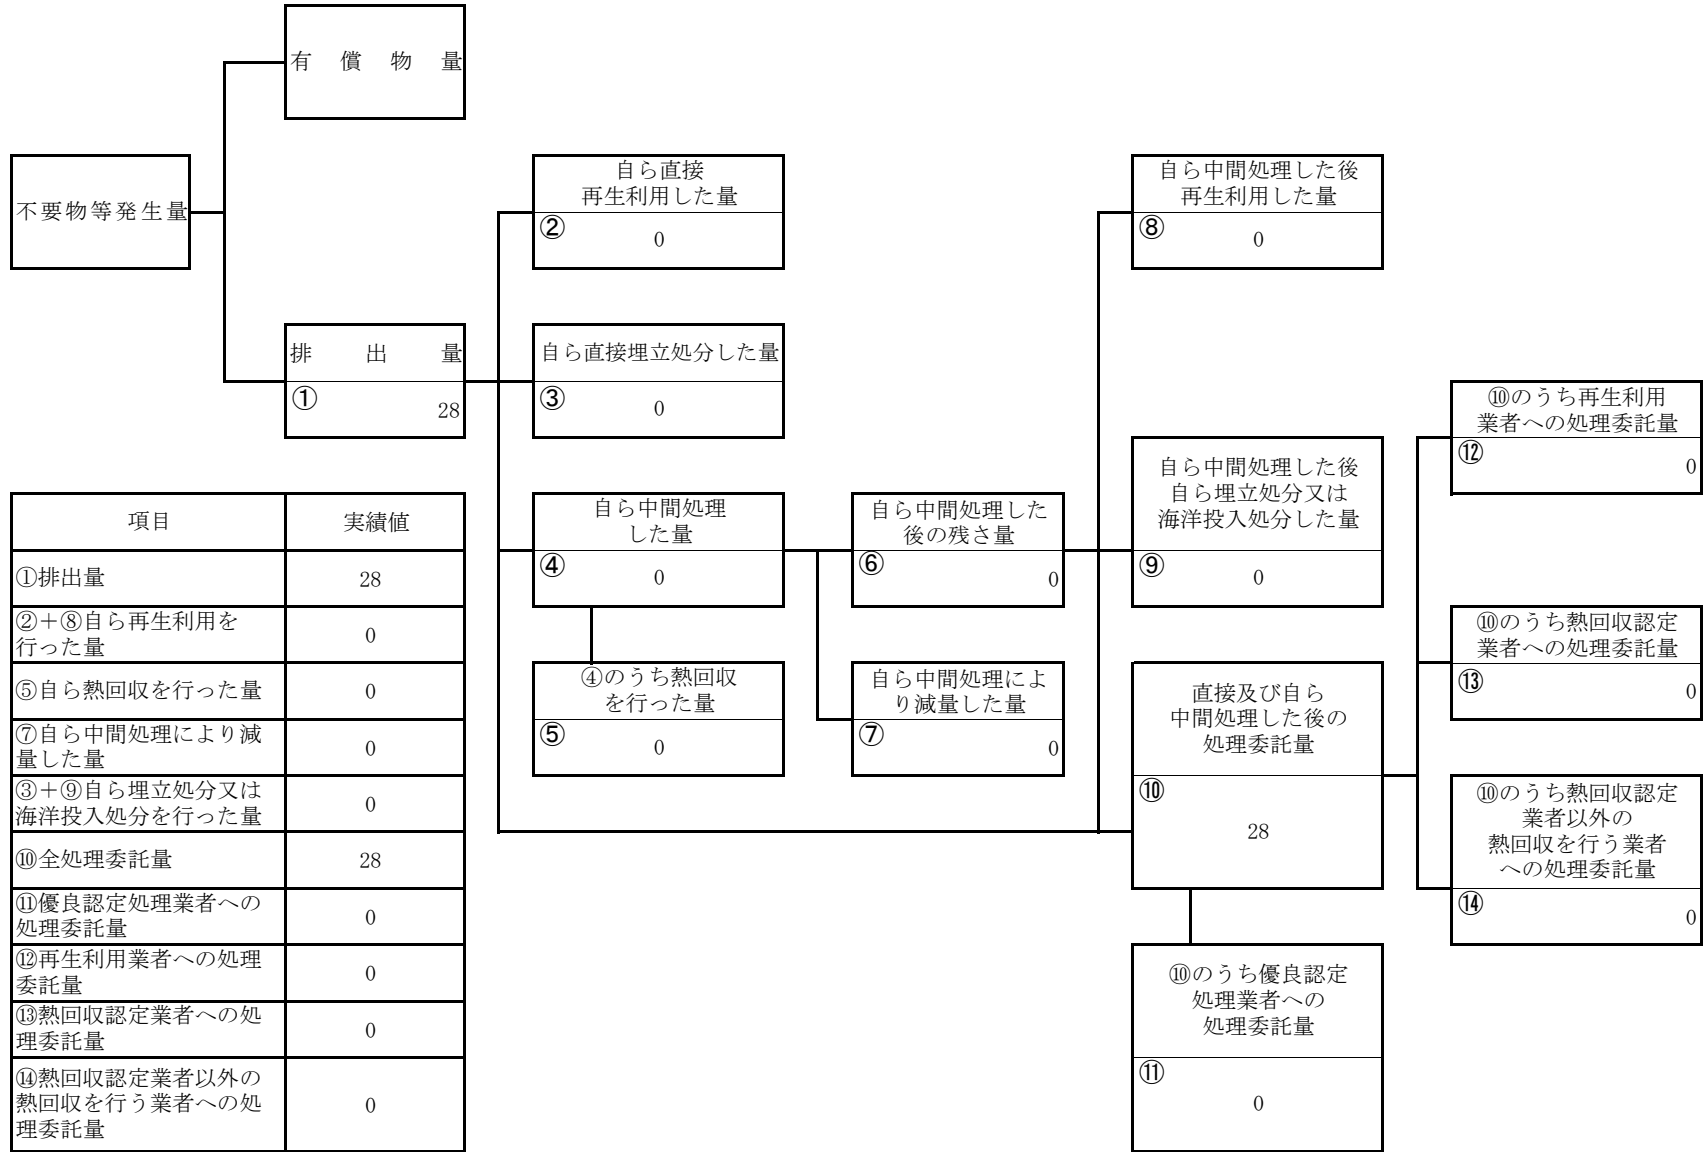 有償物量
不要物等発生量
自ら直接
再生利用した量
②
0
自ら中間処理した後
再生利用した量
⑧
0
排出量
①
28
自ら直接埋立処分した量
③
0
⑩のうち再生利用
業者への処理委託量
⑫
0
自ら中間処理した後
自ら埋立処分又は
海洋投入処分した量
⑨
0
自ら中間処理
した量
④
0
自ら中間処理した
後の残さ量
⑥
0
④のうち熱回収
を行った量
⑤
0
自ら中間処理によ
り減量した量
⑦
0
直接及び自ら
中間処理した後の
処理委託量
⑩
28
⑩のうち熱回収認定
業者への処理委託量
⑬
0
⑩のうち熱回収認定
業者以外の
熱回収を行う業者
への処理委託量
⑭
0
⑩のうち優良認定
処理業者への
処理委託量
⑪
0
項目 実績値
①排出量 28
②+⑧自ら再生利用を
行った量 0
⑤自ら熱回収を行った量 0
⑦自ら中間処理により減
量した量 0
③+⑨自ら埋立処分又は
海洋投入処分を行った量 0
⑩全処理委託量 28
⑪優良認定処理業者への
処理委託量 0
⑫再生利用業者への処理
委託量 0
⑬熱回収認定業者への処
理委託量 0
⑭熱回収認定業者以外の
熱回収を行う業者への処
理委託量 0